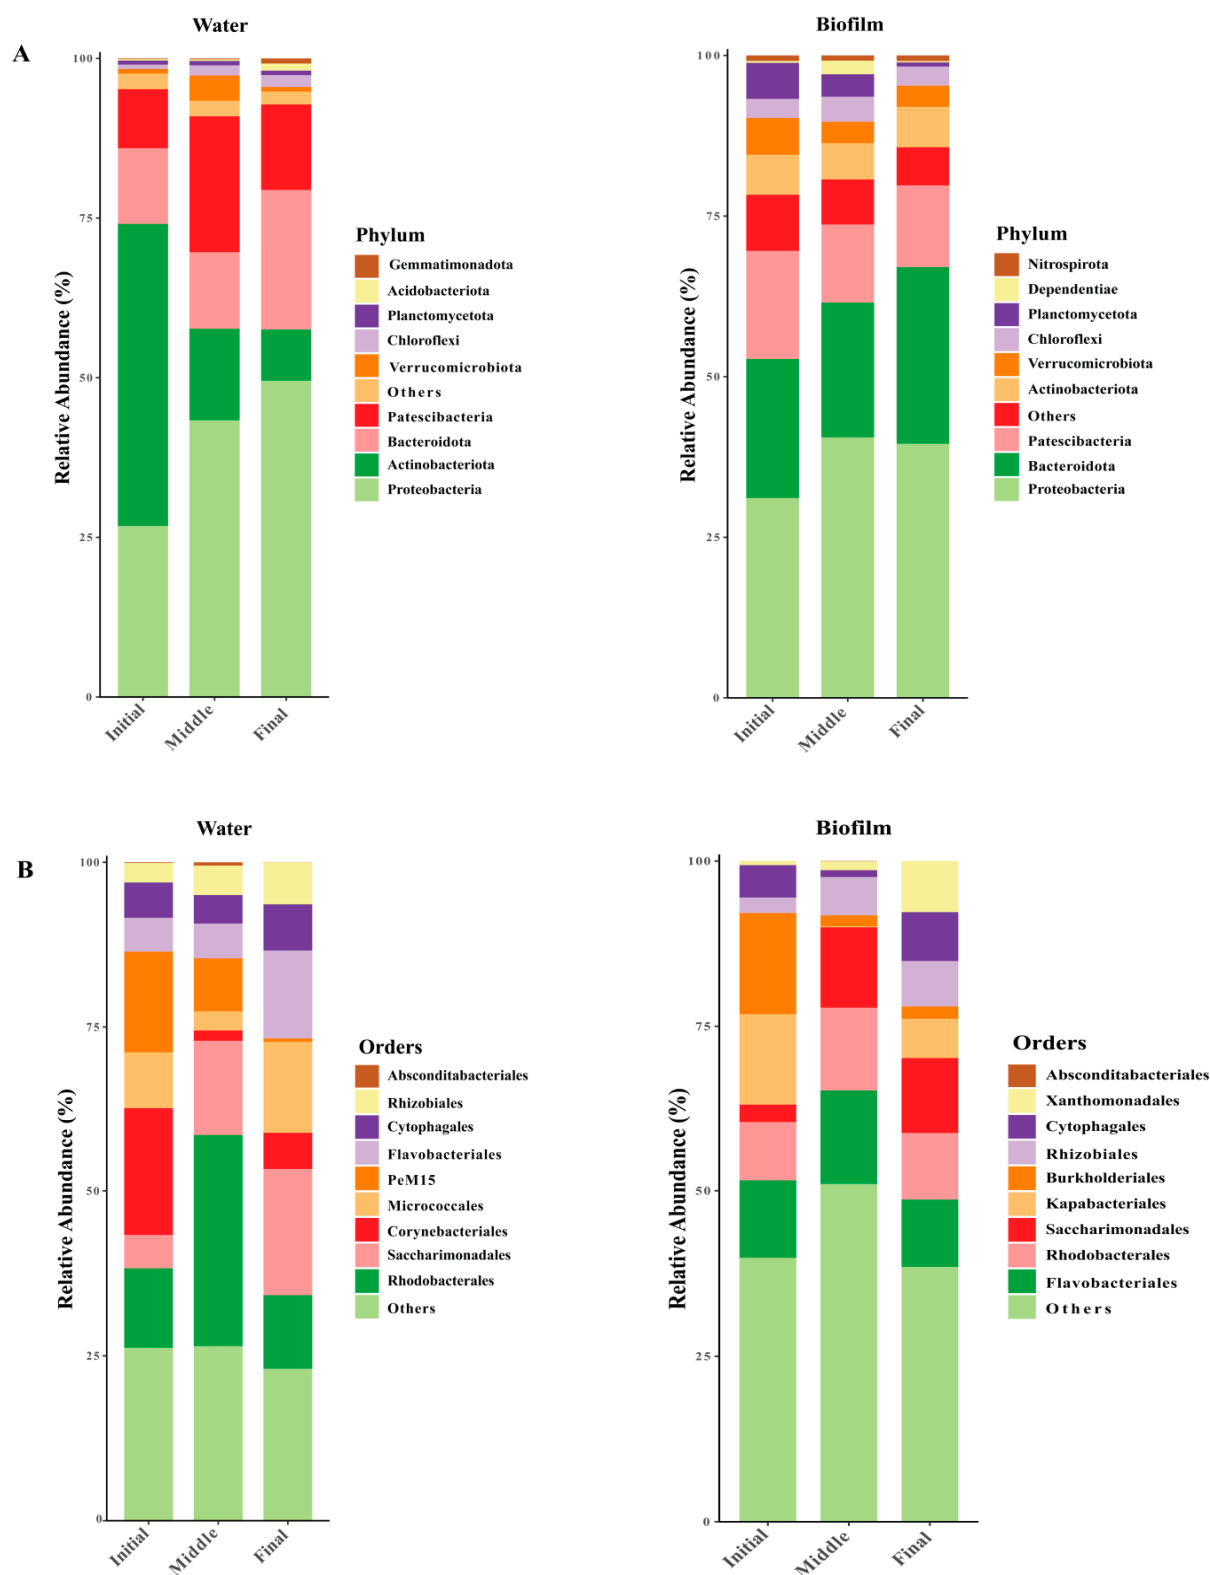 A
Water
Relative Abundance (%)
100
75
50
25
0
Initial
Middle
Final
Phylum
Gemmatimonadota
Acidobacteriota
Planctomycetota
Chloroflexi
Verrucomicrobiota
Others
Patescibacteria
Bacteroidota
Actinobacteriota
Proteobacteria
Biofilm
Relative Abundance (%)
100
75
50
25
0
Initial
Middle
Final
Phylum
Nitrospirota
Dependentiae
Planctomycetota
Chloroflexi
Verrucomicrobiota
Actinobacteriota
Others
Patescibacteria
Bacteroidota
Proteobacteria
B
Water
Relative Abundance (%)
100
75
50
25
0
Initial
Middle
Final
Orders
Absconditabacteriales
Rhizobiales
Cytophagales
Flavobacteriales
PeM15
Micrococcales
Corynebacteriales
Saccharimonadales
Rhodobacterales
Others
Biofilm
Relative Abundance (%)
100
75
50
25
0
Initial
Middle
Final
Orders
Absconditabacteriales
Xanthomonadales
Cytophagales
Rhizobiales
Burkholderiales
Kapabacteriales
Saccharimonadales
Rhodobacterales
Flavobacteriales
Others